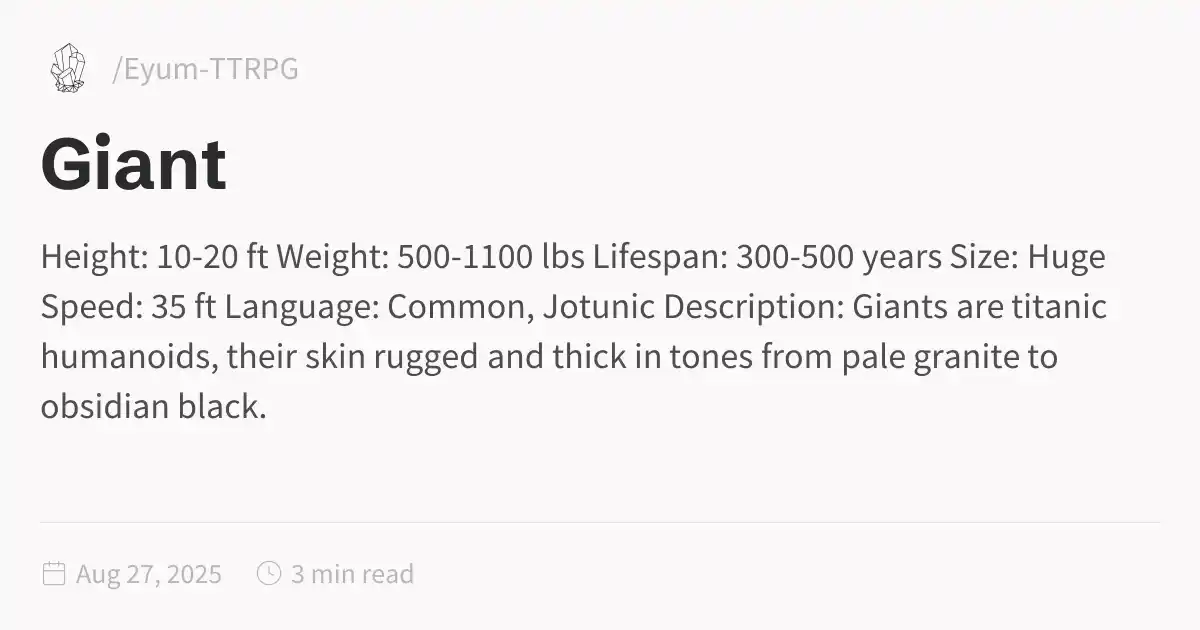 /Eyum-TTRPG
Giant
Height: 10-20 ft Weight: 500-1100 lbs Lifespan: 300-500 years Size: Huge
Speed: 35 ft Language: Common, Jotunic Description: Giants are titanic
humanoids, their skin rugged and thick in tones from pale granite to
obsidian black.
Aug 27, 2025 3 min read